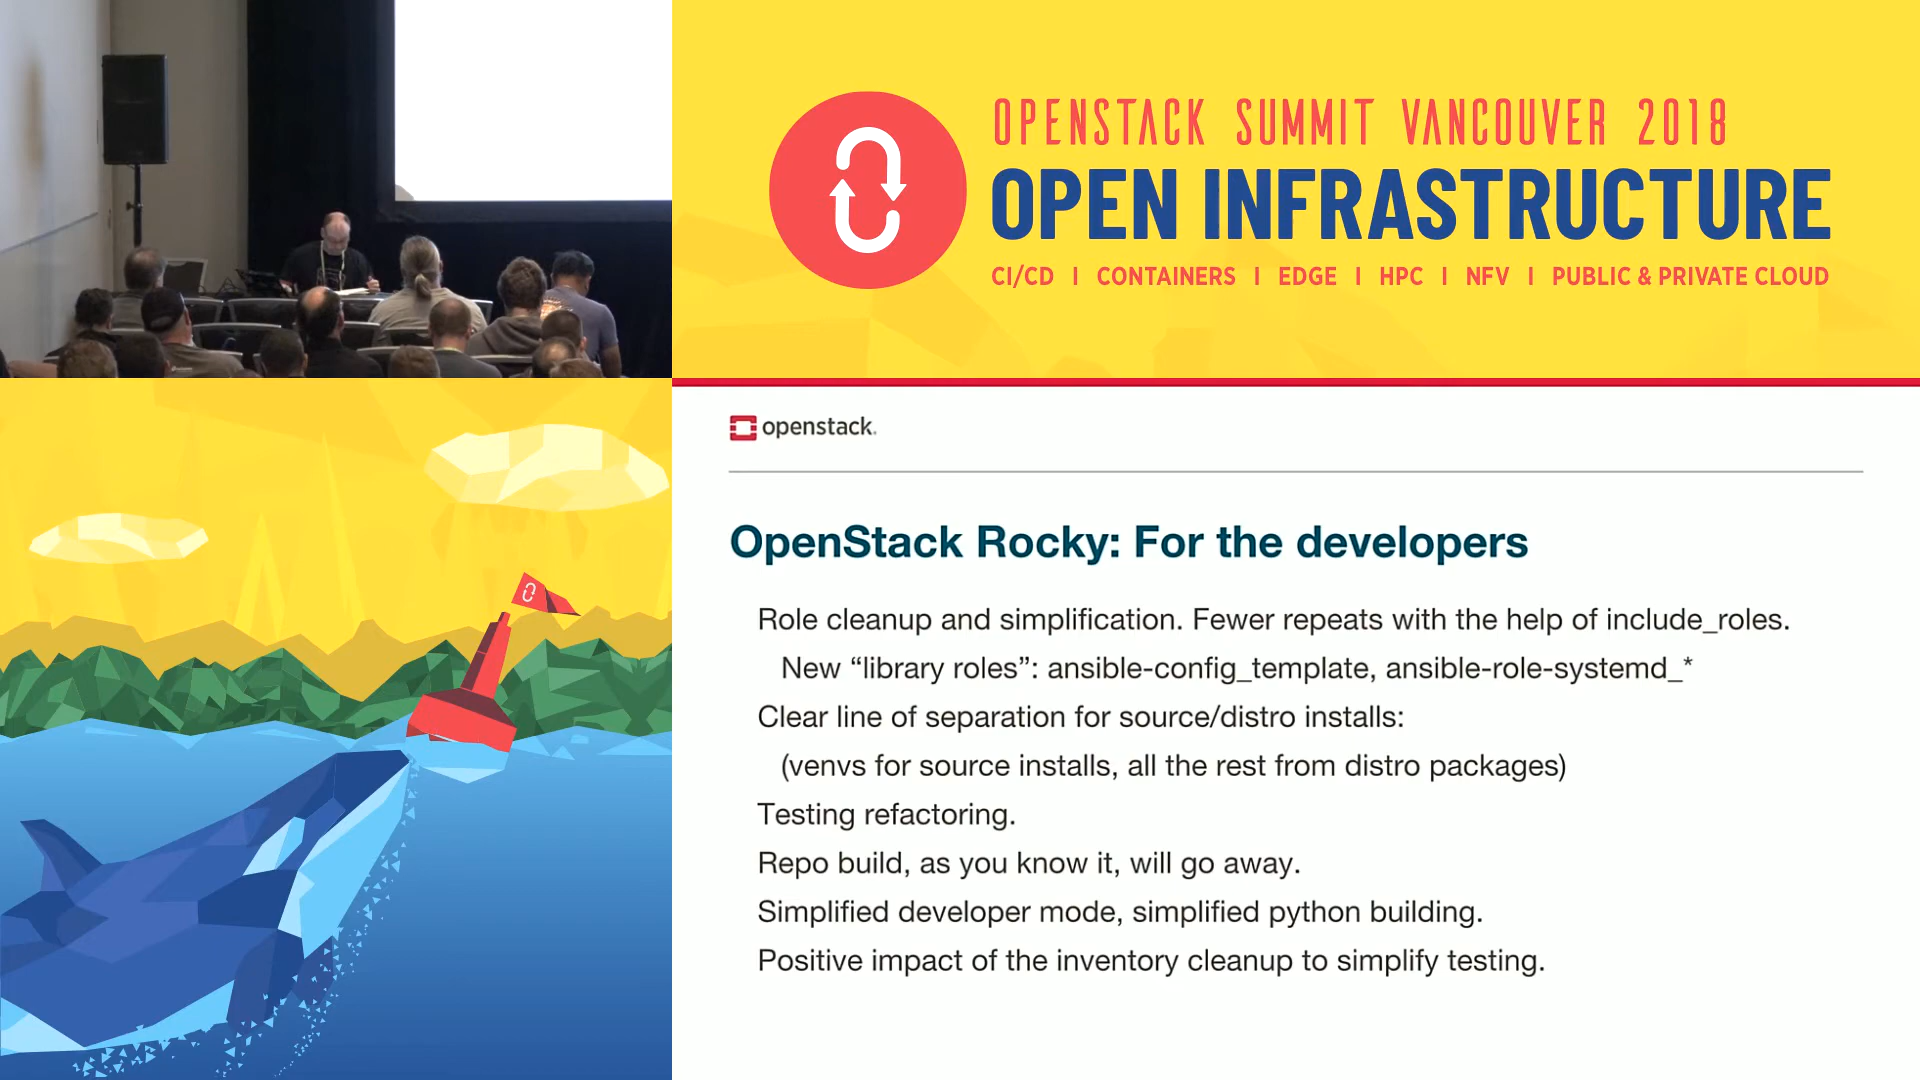 OPENSTACK SUMMIT VANCOUVER 2018
OPEN INFRASTRUCTURE
CI/CD | CONTAINERS | EDGE | HPC | NFV | PUBLIC & PRIVATE CLOUD
openstack.
OpenStack Rocky: For the developers
Role cleanup and simplification. Fewer repeats with the help of include_roles.
New “library roles”: ansible-config_template, ansible-role-systemd_*
Clear line of separation for source/distro installs:
(venvs for source installs, all the rest from distro packages)
Testing refactoring.
Repo build, as you know it, will go away.
Simplified developer mode, simplified python building.
Positive impact of the inventory cleanup to simplify testing.